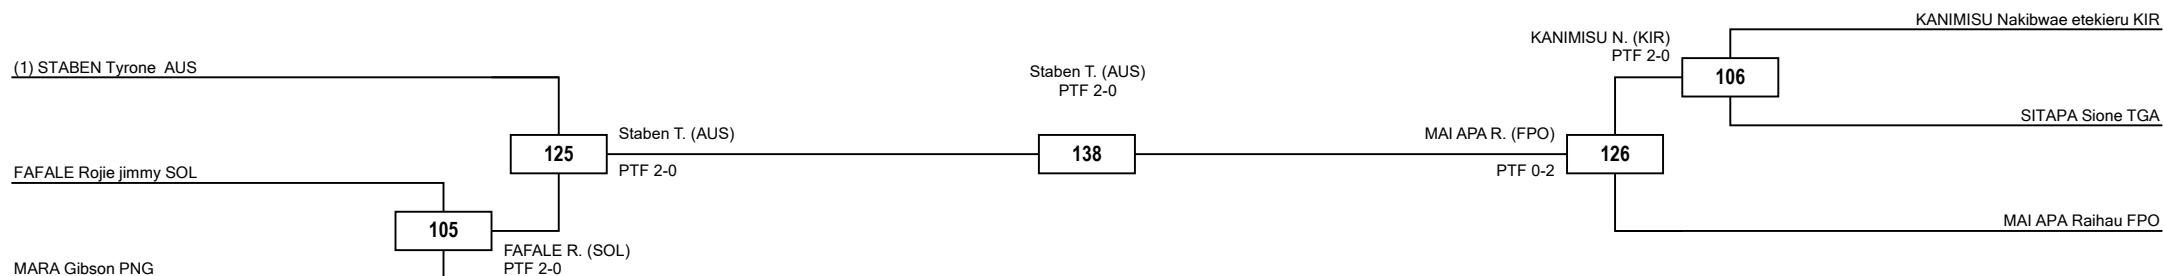 KANIMISU Nakibwae etekieru KIR
KANIMISU N. (KIR)
PTF 2-0
(1) STABEN Tyrone  AUS
Staben T. (AUS)
PTF 2-0
106
SITAPA Sione TGA
Staben T. (AUS)
MAI APA R. (FPO)
125
138
126
PTF 2-0
PTF 0-2
FAFALE Rojie jimmy SOL
MAI APA Raihau FPO
105
FAFALE R. (SOL)
PTF 2-0
MARA Gibson PNG